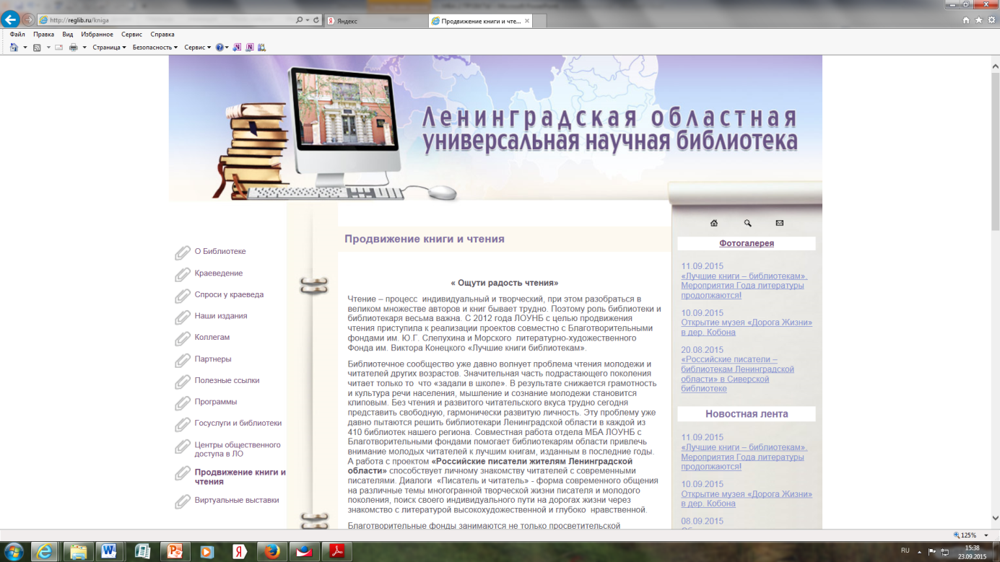 http://reglib.ru/kniga
Яндекс
Продвижение книги и чте...
Файл Правка Вид Избранное Сервис Справка
Страница Безопасность Сервис
Ленинградская областная
универсальная научная библиотека
О Библиотеке
Краеведение
Спроси у краеведа
Наши издания
Коллегам
Партнеры
Полезные ссылки
Программы
Госуслуги и библиотеки
Центры общественного
доступа в ЛО
Продвижение книги и
чтения
Виртуальные выставки
Продвижение книги и чтения
« Ощути радость чтения»
Чтение – процесс индивидуальный и творческий, при этом разобраться в
великом множестве авторов и книг бывает трудно. Поэтому роль библиотеки и
библиотекаря весьма важна. С 2012 года ЛОУНБ с целью продвижения
чтения приступила к реализации проектов совместно с Благотворительными
фондами им. Ю.Г. Слепухина и Морского литературно-художественного
Фонда им. Виктора Конецкого «Лучшие книги библиотекам».
Библиотечное сообщество уже давно волнует проблема чтения молодежи и
читателей других возрастов. Значительная часть подрастающего поколения
читает только то что «задали в школе». В результате снижается грамотность
и культура речи населения, мышление и сознание молодежи становится
клиповым. Без чтения и развитого читательского вкуса трудно сегодня
представить свободную, гармонически развитую личность. Эту проблему уже
давно пытаются решить библиотекари Ленинградской области в каждой из
410 библиотек нашего региона. Совместная работа отдела МБА ЛОУНБ с
Благотворительными фондами помогает библиотекарям области привлечь
внимание молодых читателей к лучшим книгам, изданным в последние годы.
А работа с проектом «Российские писатели жителям Ленинградской
области» способствует личному знакомству читателей с современными
писателями. Диалоги «Писатель и читатель» - форма современного общения
на различные темы многогранной творческой жизни писателя и молодого
поколения, поиск своего индивидуального пути на дорогах жизни через
знакомство с литературой высокохудожественной и глубоко нравственной.
Благотворительные фонды занимаются не только просветительской
Фотогалерея
11.09.2015
«Лучшие книги – библиотекам».
Мероприятия Года литературы
продолжаются!
10.09.2015
Открытие музея «Дорога Жизни»
в дер. Кобона
20.08.2015
«Российские писатели –
библиотекам Ленинградской
области» в Сиверской
библиотеке
Новостная лента
11.09.2015
«Лучшие книги – библиотекам».
Мероприятия Года литературы
продолжаются!
10.09.2015
Открытие музея «Дорога Жизни»
в дер. Кобона
08.09.2015
125%
RU
15:38
23.09.2015